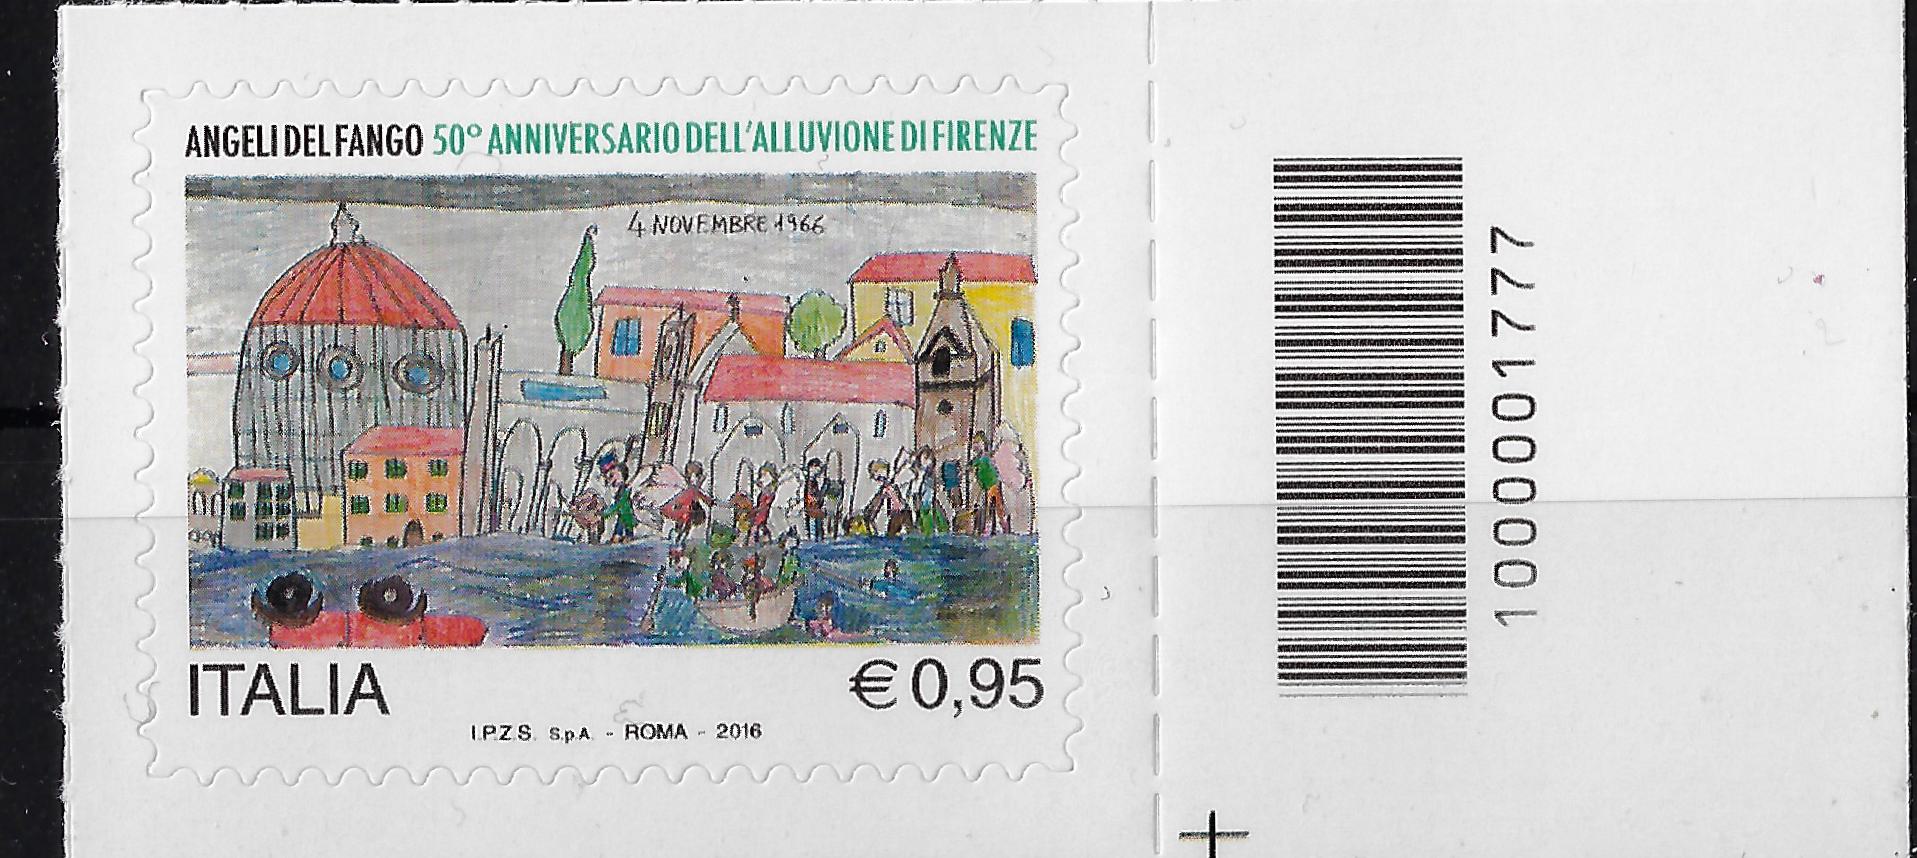 ANGELI DEL FANGO 50° ANNIVERSARIO DELL'ALLUVIONE DI FIRENZE
4 NOVEMBRE 1966
ITALIA
€ 0,95
I.P.Z.S. S.p.A. - ROMA - 2016
1000001777